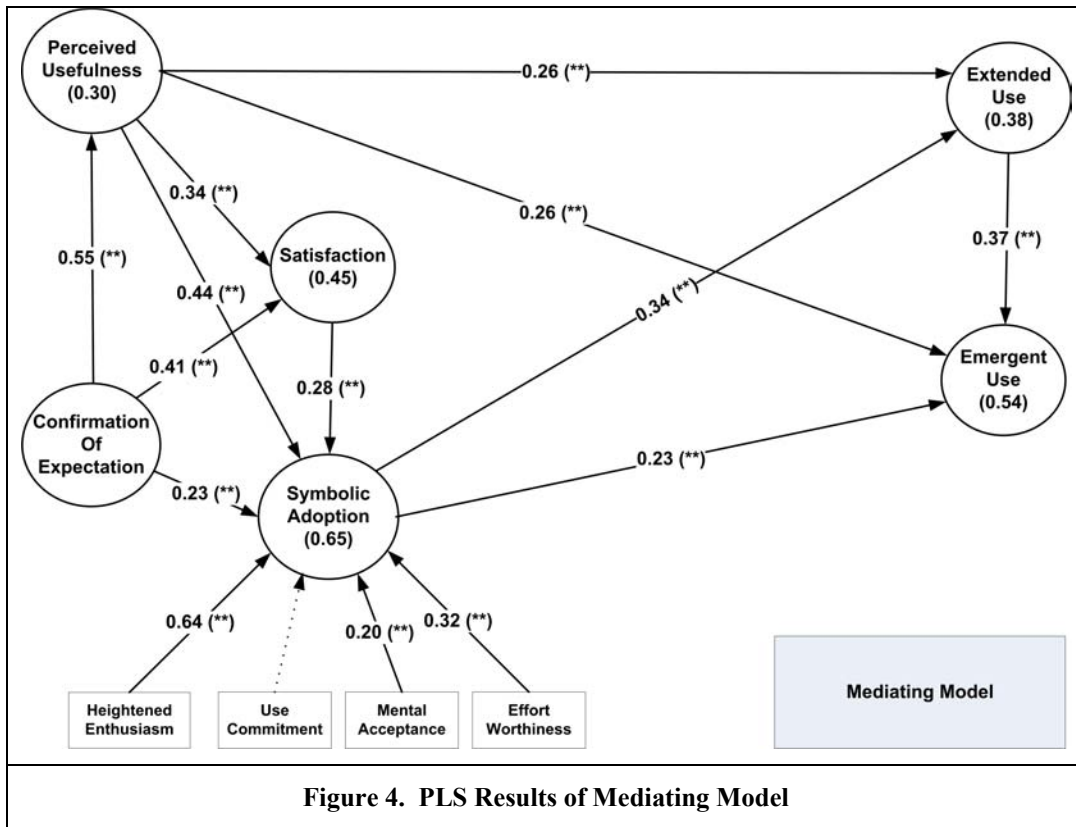 Perceived
Usefulness
(0.30)
0.26 (**)
Extended
Use
(0.38)
0.34 (**)
0.26 (**)
0.55 (**)
Satisfaction
(0.45)
0.37 (**)
0.44 (**)
0.34 (**)
0.41 (**)
0.28 (**)
Emergent
Use
(0.54)
Confirmation
Of
Expectation
0.23 (**)
0.23 (**)
Symbolic
Adoption
(0.65)
0.64 (**)
0.20 (**)
0.32 (**)
Heightened
Enthusiasm
Use
Commitment
Mental
Acceptance
Effort
Worthiness
Mediating Model
Figure 4. PLS Results of Mediating Model